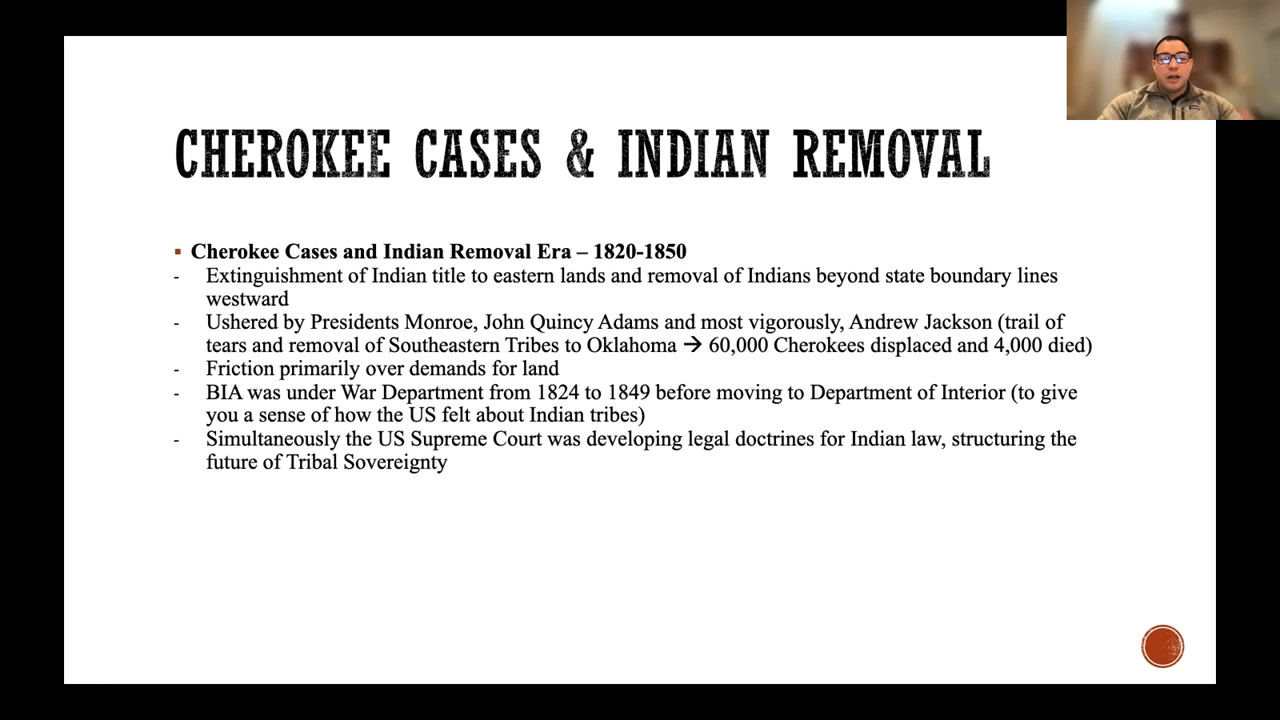 CHEROKEE CASES & INDIAN REMOVAL
▪ Cherokee Cases and Indian Removal Era – 1820-1850
- Extinguishment of Indian title to eastern lands and removal of Indians beyond state boundary lines
westward
- Ushered by Presidents Monroe, John Quincy Adams and most vigorously, Andrew Jackson (trail of
tears and removal of Southeastern Tribes to Oklahoma → 60,000 Cherokees displaced and 4,000 died)
- Friction primarily over demands for land
- BIA was under War Department from 1824 to 1849 before moving to Department of Interior (to give
you a sense of how the US felt about Indian tribes)
- Simultaneously the US Supreme Court was developing legal doctrines for Indian law, structuring the
future of Tribal Sovereignty